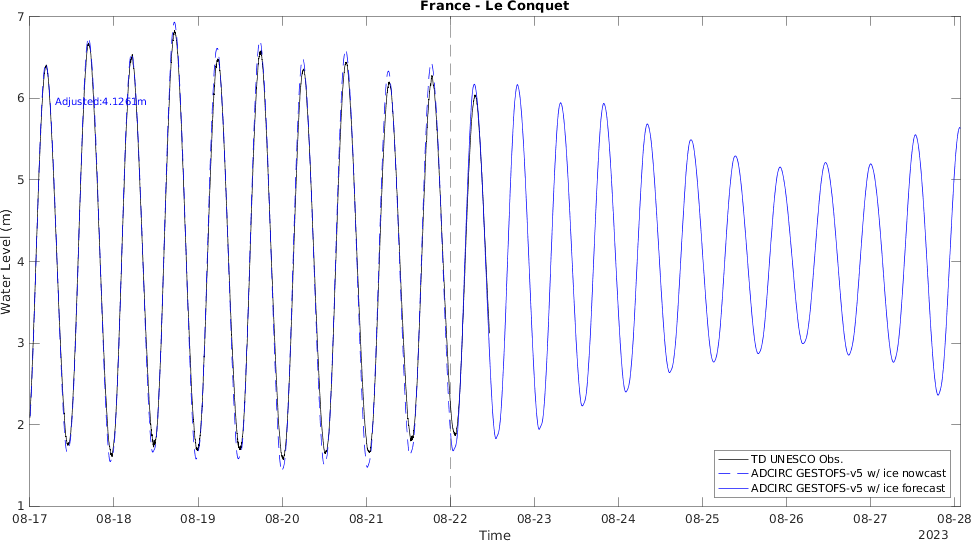 France - Le Conquet
7
6
5
4
3
2
1
Water Level (m)
Adjusted:4.1261m
TD UNESCO Obs.
ADCIRC GESTOFS-v5 w/ ice nowcast
ADCIRC GESTOFS-v5 w/ ice forecast
08-17 08-18 08-19 08-20 08-21 08-22 08-23 08-24 08-25 08-26 08-27 08-28
Time
2023